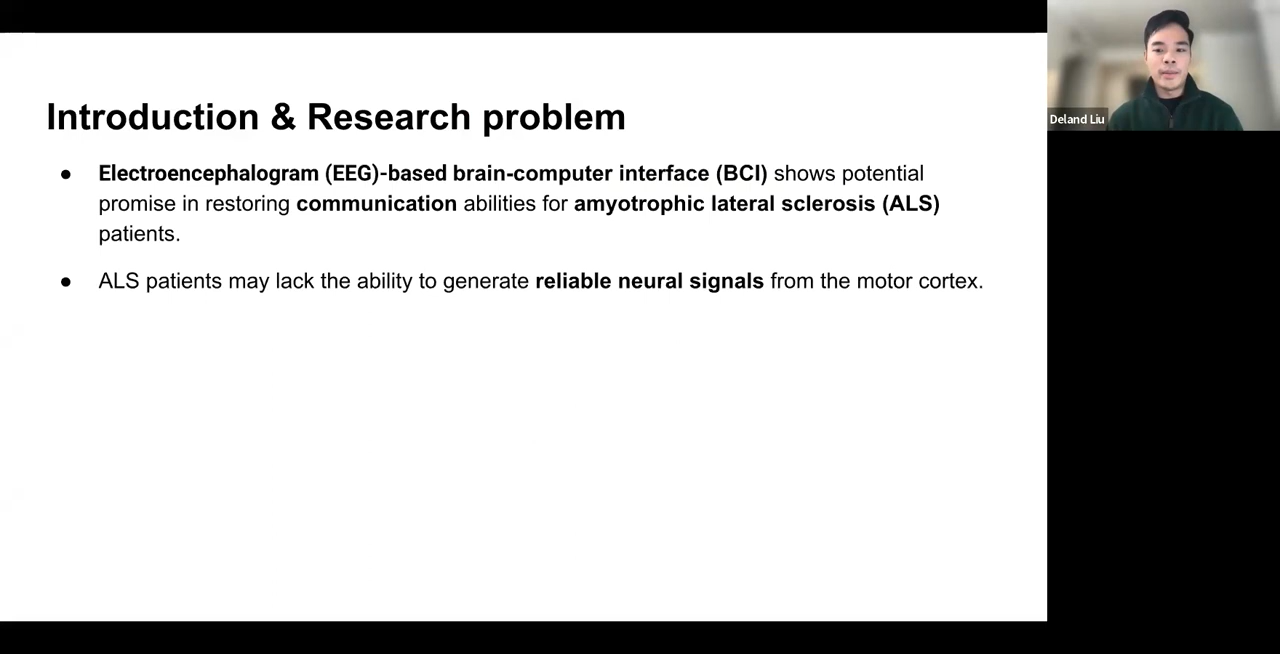 Introduction & Research problem
● Electroencephalogram (EEG)-based brain-computer interface (BCI) shows potential
promise in restoring communication abilities for amyotrophic lateral sclerosis (ALS)
patients.
● ALS patients may lack the ability to generate reliable neural signals from the motor cortex.
Deland Liu